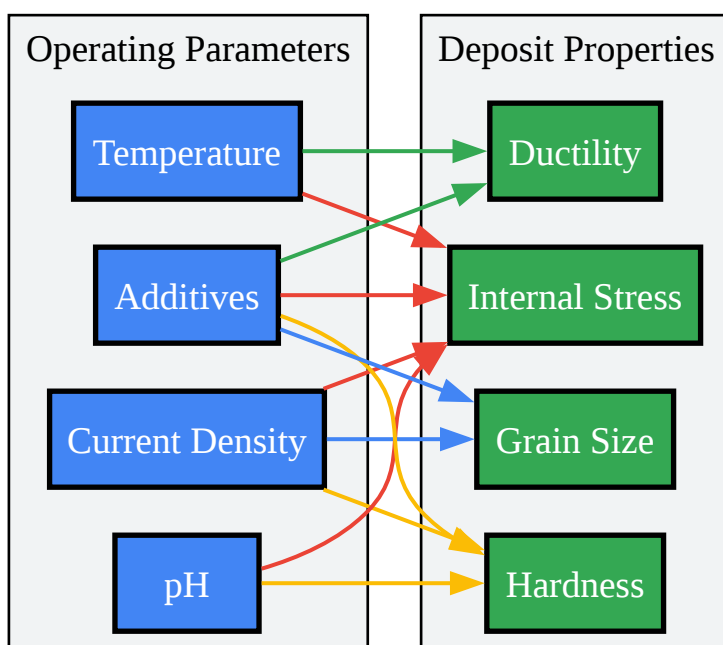 Operating Parameters
Deposit Properties
Temperature
Ductility
Additives
Internal Stress
Current Density
Grain Size
pH
Hardness